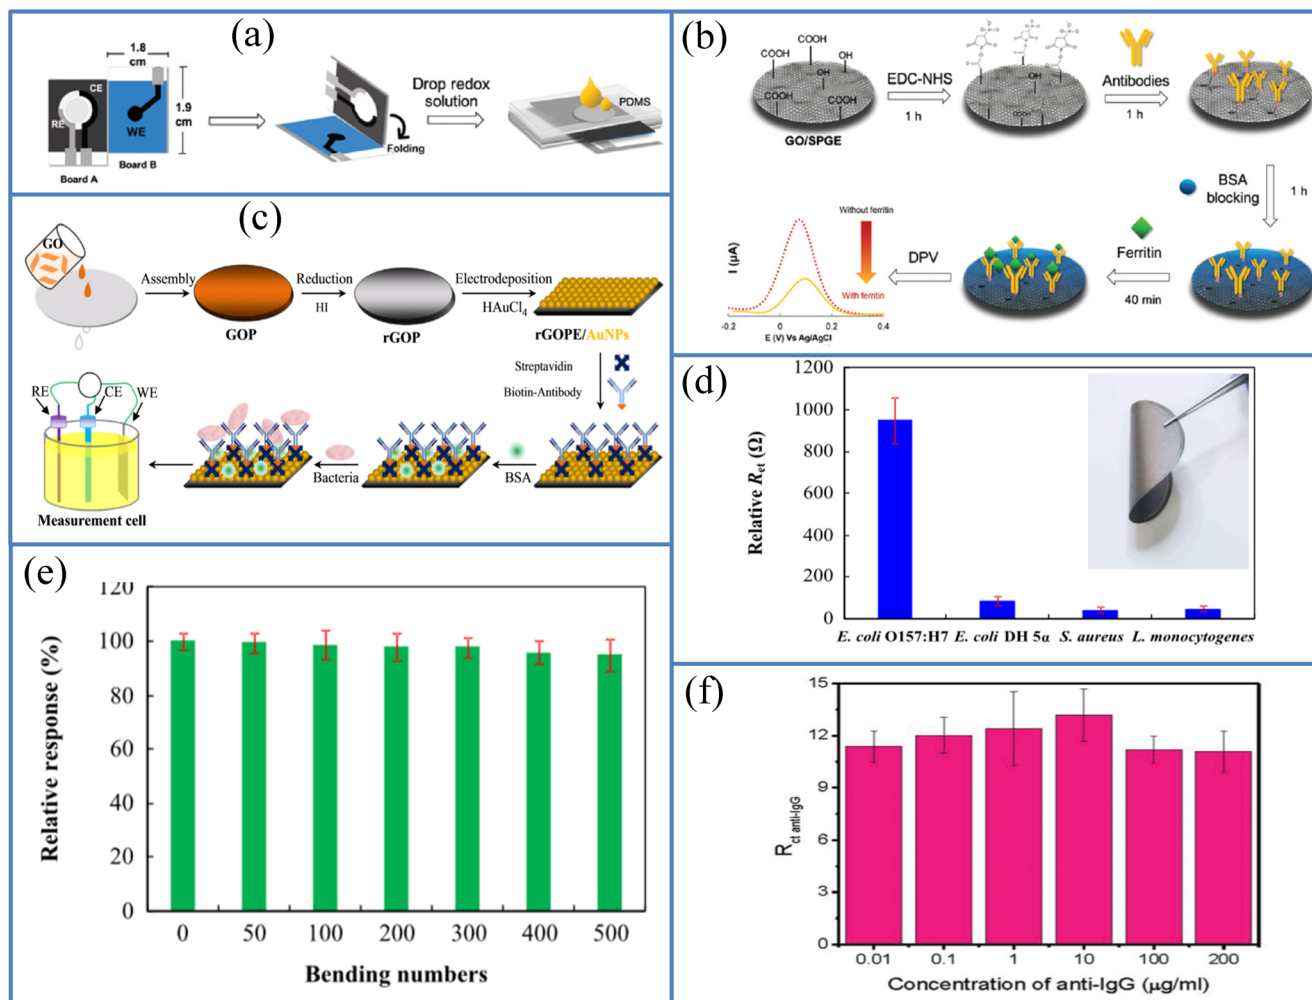 (a)
1.8
cm
CE
RE
WE
1.9
cm
Board B
Board A
Folding
Drop redox
solution
PDMS
(b)
COOH
COOH
OH
OH
COOH
COOH
GO/SPGE
EDC-NHS
1 h
OH
COOH
Antibodies
1 h
BSA
blocking
1 h
Ferritin
40 min
DPV
Without ferritin
With ferritin
I (µA)
-0.2
0
0.2
0.4
E (V) Vs Ag/AgCl
(c)
GO
Assembly
GOP
Reduction
HI
rGOP
Electrodeposition
HAuCl4
rGOPE/AuNPs
Streptavidin
Biotin-Antibody
BSA
Bacteria
RE
CE
WE
Measurement cell
(d)
Relative Ret (Ω)
1200
1000
800
600
400
200
0
E. coli O157:H7
E. coli DH 5α
S. aureus
L. monocytogenes
(e)
Relative response (%)
120
100
80
60
40
20
0
0
50
100
200
300
400
500
Bending numbers
(f)
Rct anti-IgG
15
12
9
6
3
0
0.01
0.1
1
10
100
200
Concentration of anti-IgG (µg/ml)